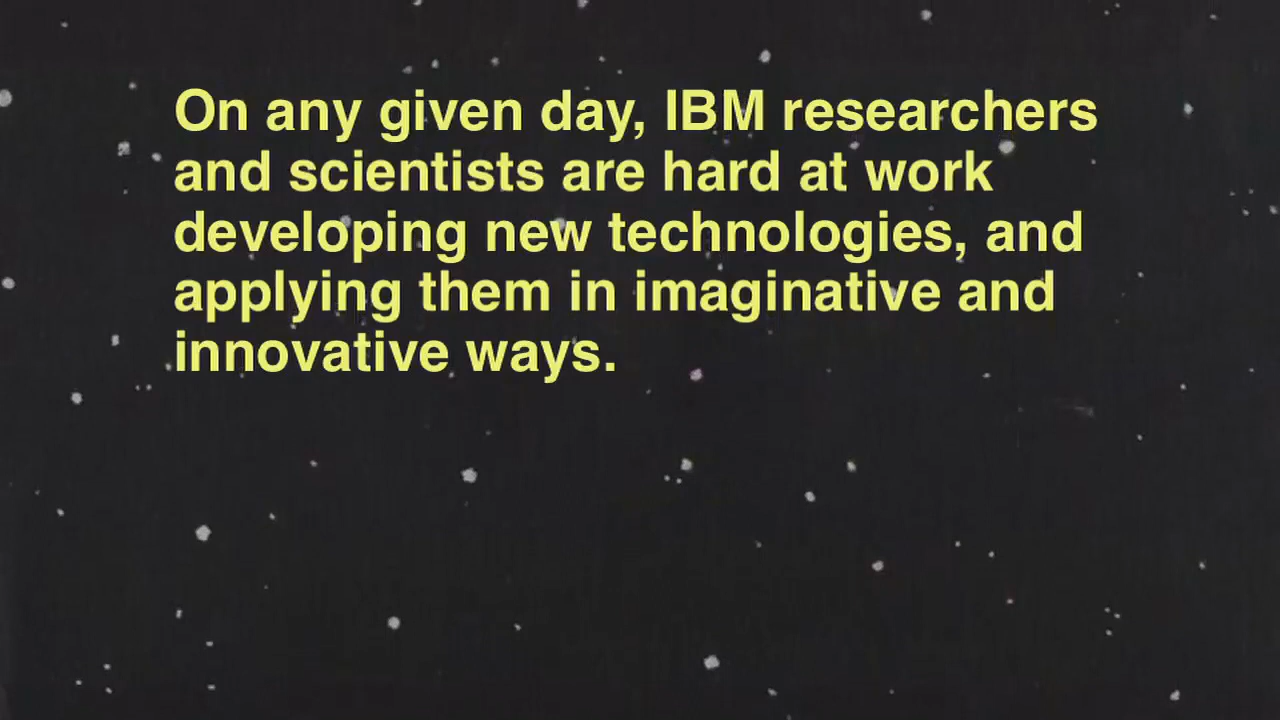 On any given day, IBM researchers
and scientists are hard at work
developing new technologies, and
applying them in imaginative and
innovative ways.